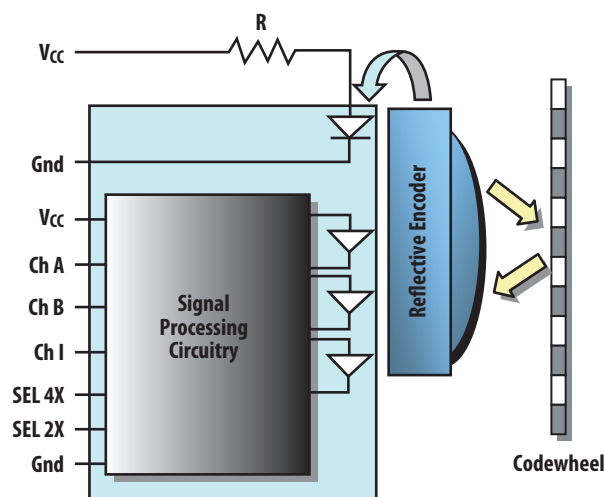 R
VCC
Gnd
VCC
Ch A
Ch B
Ch I
SEL 4X
SEL 2X
Gnd
Signal
Processing
Circuitry
Reflective Encoder
Codewheel